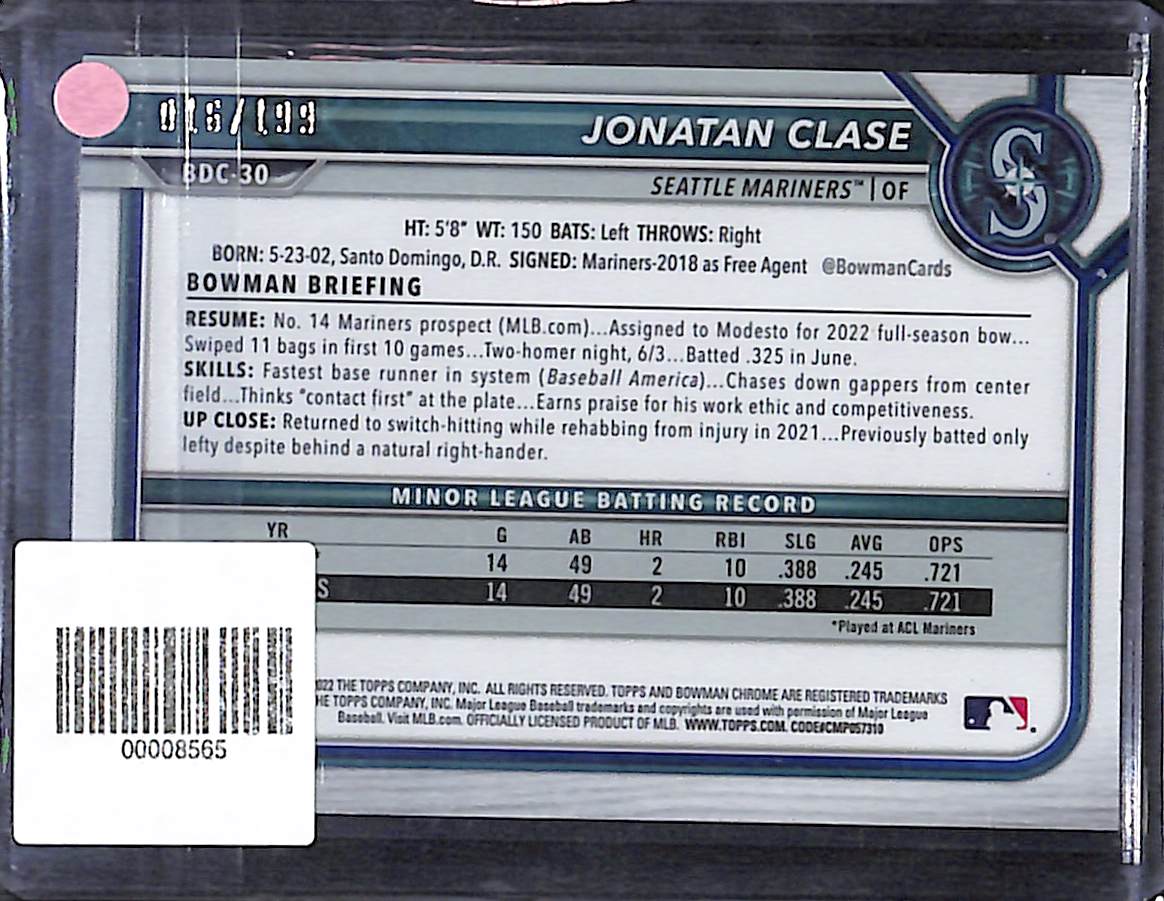 016/199
JONATAN CLASE
BDC-30
SEATTLE MARINERS™ | OF
HT: 5'8" WT: 150 BATS: Left THROWS: Right
BORN: 5-23-02, Santo Domingo, D.R. SIGNED: Mariners-2018 as Free Agent @BowmanCards
BOWMAN BRIEFING
RESUME: No. 14 Mariners prospect (MLB.com)...Assigned to Modesto for 2022 full-season bow...
Swiped 11 bags in first 10 games...Two-homer night, 6/3...Batted .325 in June.
SKILLS: Fastest base runner in system (Baseball America)...Chases down gappers from center
field...Thinks "contact first" at the plate...Earns praise for his work ethic and competitiveness.
UP CLOSE: Returned to switch-hitting while rehabbing from injury in 2021...Previously batted only
lefty despite behind a natural right-hander.
MINOR LEAGUE BATTING RECORD
YR G AB HR RBI SLG AVG OPS
14 49 2 10 .388 .245 .721
S 14 49 2 10 .388 .245 .721
*Played at ACL Mariners
022 THE TOPPS COMPANY, INC. ALL RIGHTS RESERVED. TOPPS AND BOWMAN CHROME ARE REGISTERED TRADEMARKS
HE TOPPS COMPANY, INC. Major League Baseball trademarks and copyrights are used with permission of Major League
Baseball. Visit MLB.com. OFFICIALLY LICENSED PRODUCT OF MLB. WWW.TOPPS.COM. CODE#CMP057310
00008565